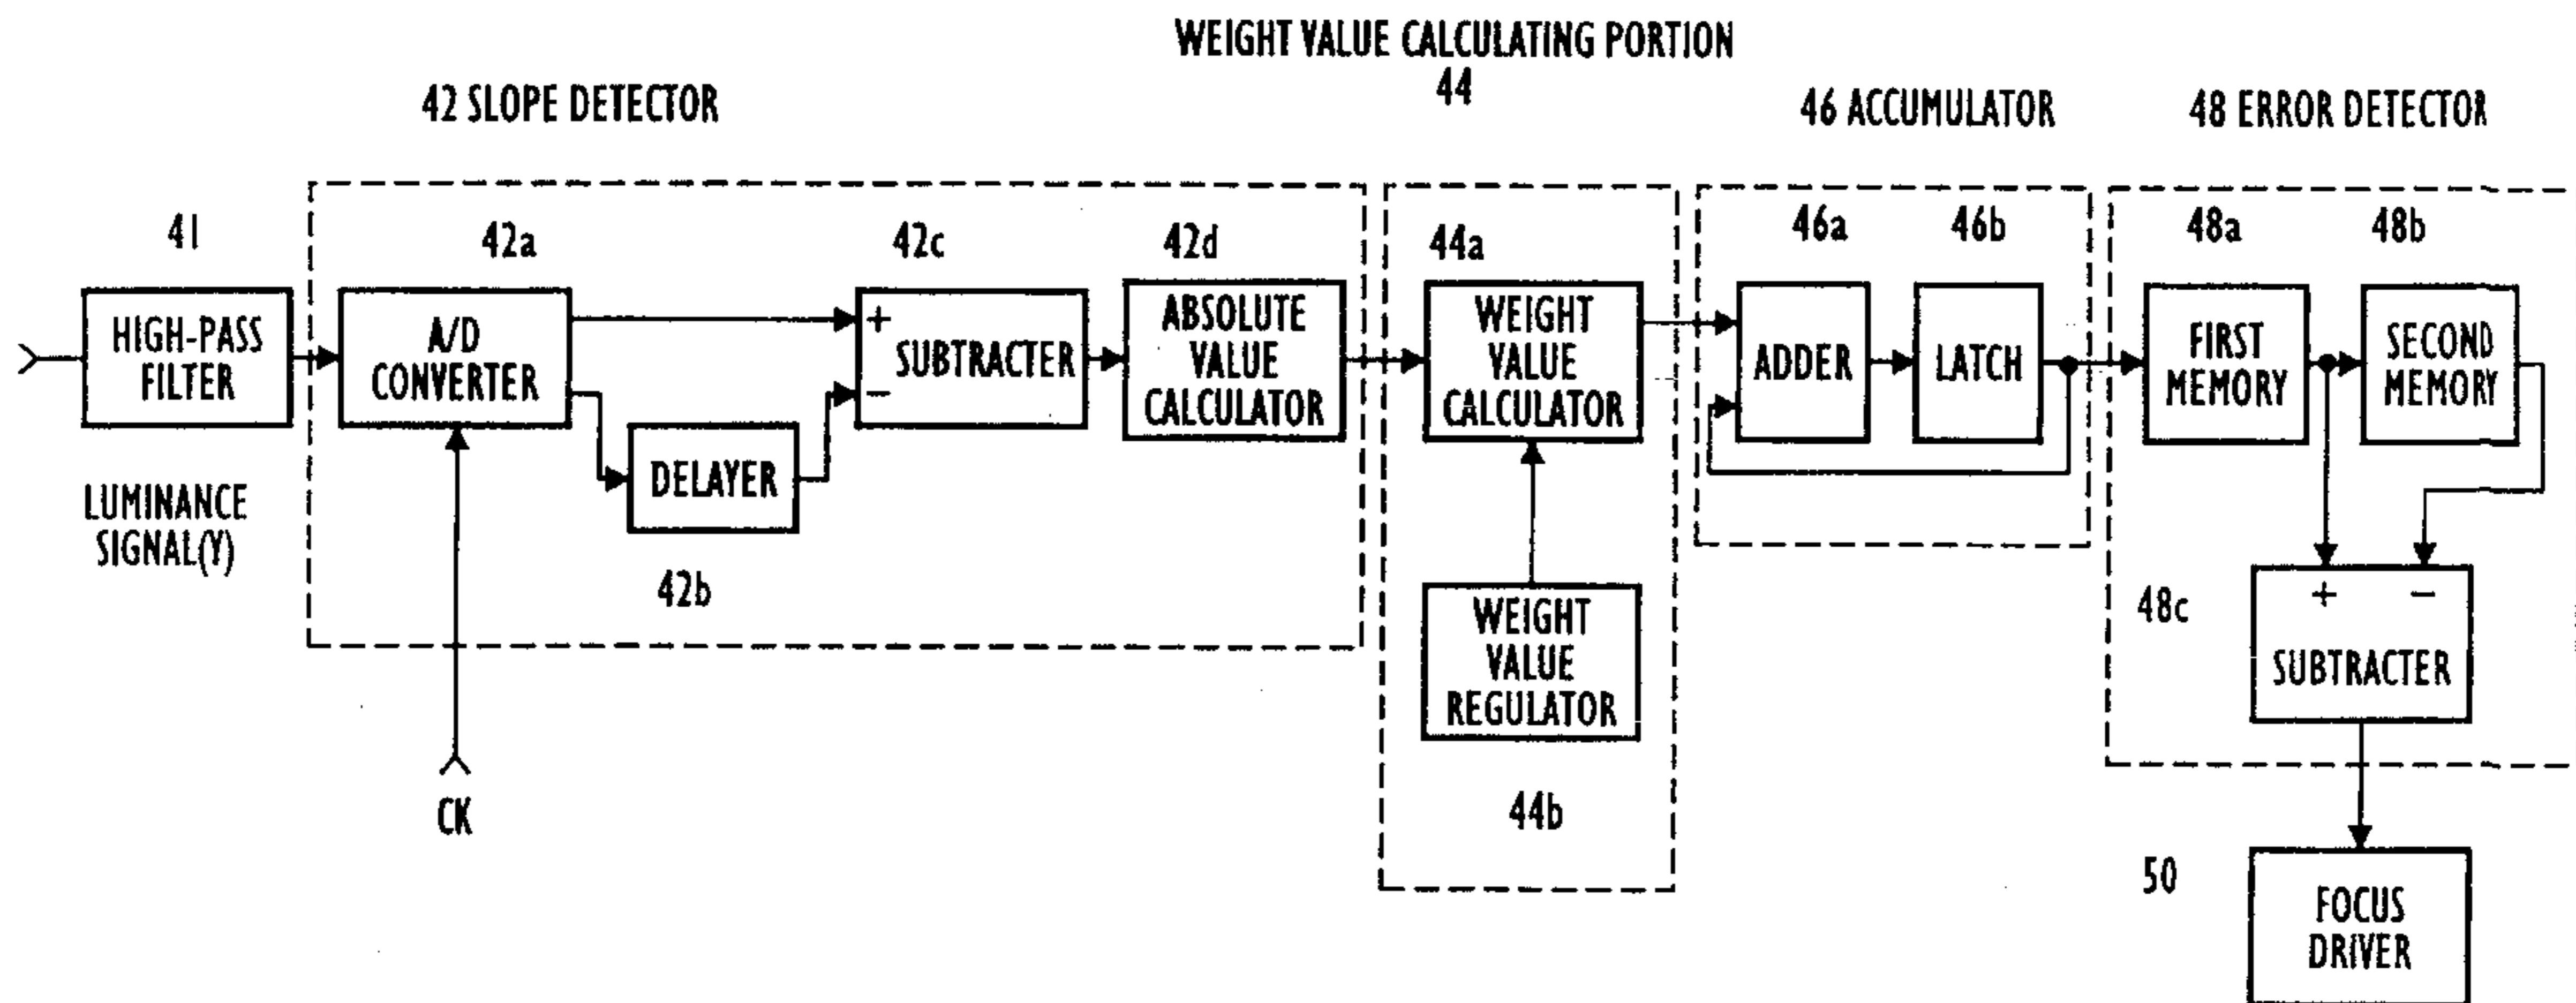 WEIGHT VALUE CALCULATING PORTION
44
42 SLOPE DETECTOR
46 ACCUMULATOR
48 ERROR DETECTOR
41
42a
42c
42d
44a
46a
46b
48a
48b
HIGH-PASS
FILTER
A/D
CONVERTER
+
−
SUBTRACTER
ABSOLUTE
VALUE
CALCULATOR
WEIGHT
VALUE
CALCULATOR
ADDER
LATCH
FIRST
MEMORY
SECOND
MEMORY
DELAYER
LUMINANCE
SIGNAL(Y)
42b
WEIGHT
VALUE
REGULATOR
48c
+ −
SUBTRACTER
CK
44b
50
FOCUS
DRIVER